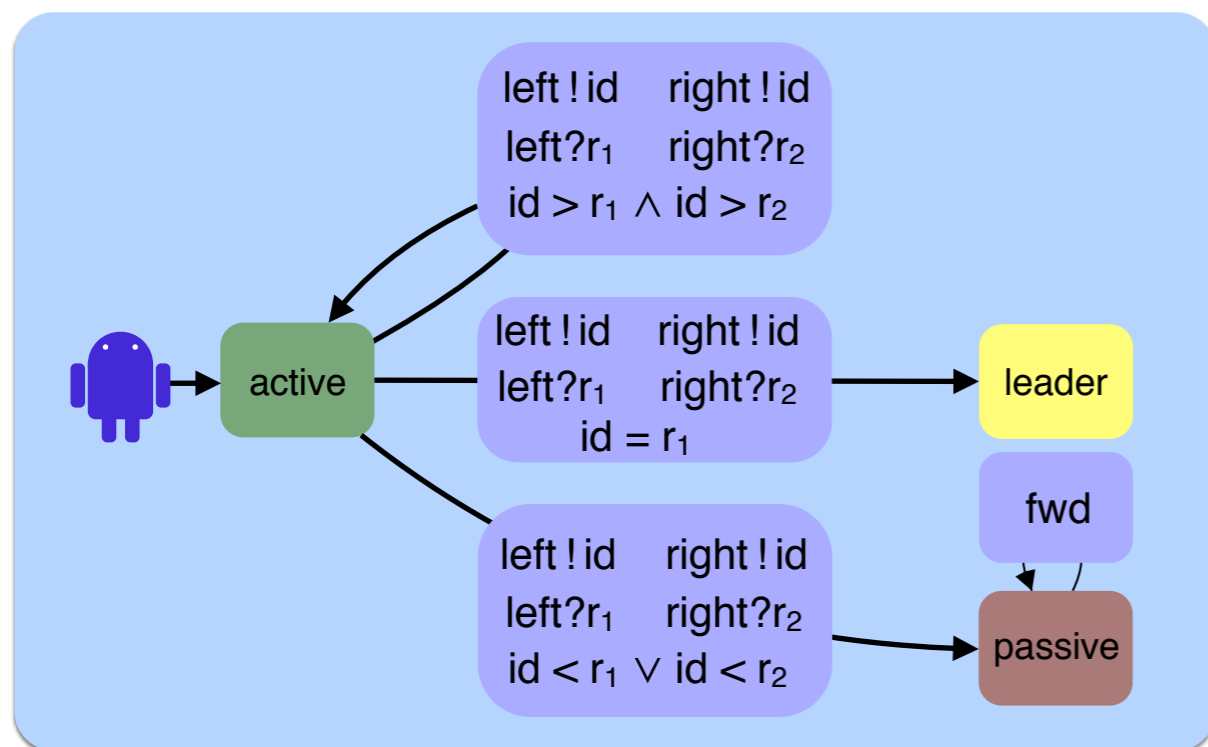 left ! id right ! id
left?r₁ right?r₂
id > r₁ ∧ id > r₂
active
left ! id right ! id
left?r₁ right?r₂
id = r₁
leader
fwd
left ! id right ! id
left?r₁ right?r₂
id < r₁ ∨ id < r₂
passive